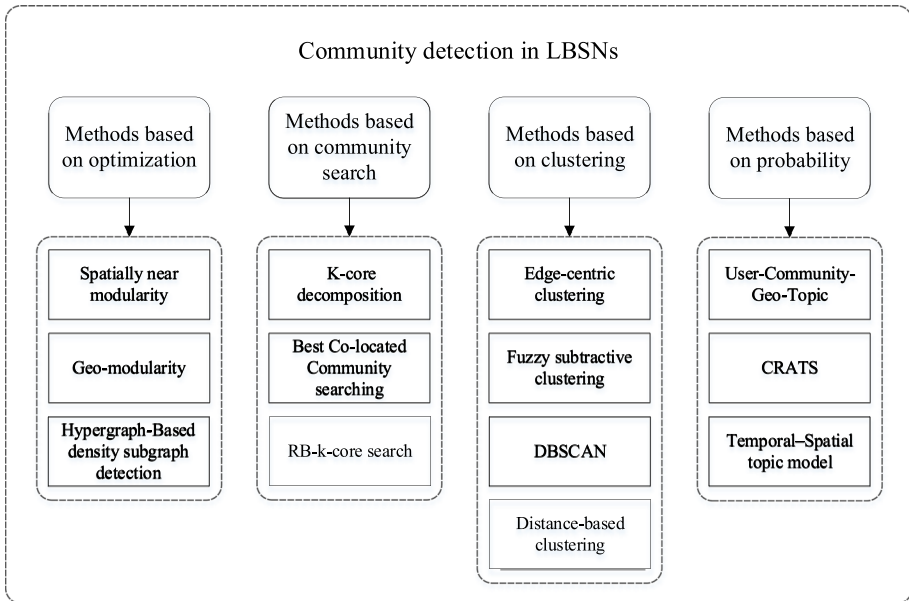 Community detection in LBSNs
Methods based
on optimization
Methods based
on community
search
Methods based
on clustering
Methods based
on probability
Spatially near
modularity
Geo-modularity
Hypergraph-Based
density subgraph
detection
K-core
decomposition
Best Co-located
Community
searching
RB-k-core search
Edge-centric
clustering
Fuzzy subtractive
clustering
DBSCAN
Distance-based
clustering
User-Community-
Geo-Topic
CRATS
Temporal–Spatial
topic model